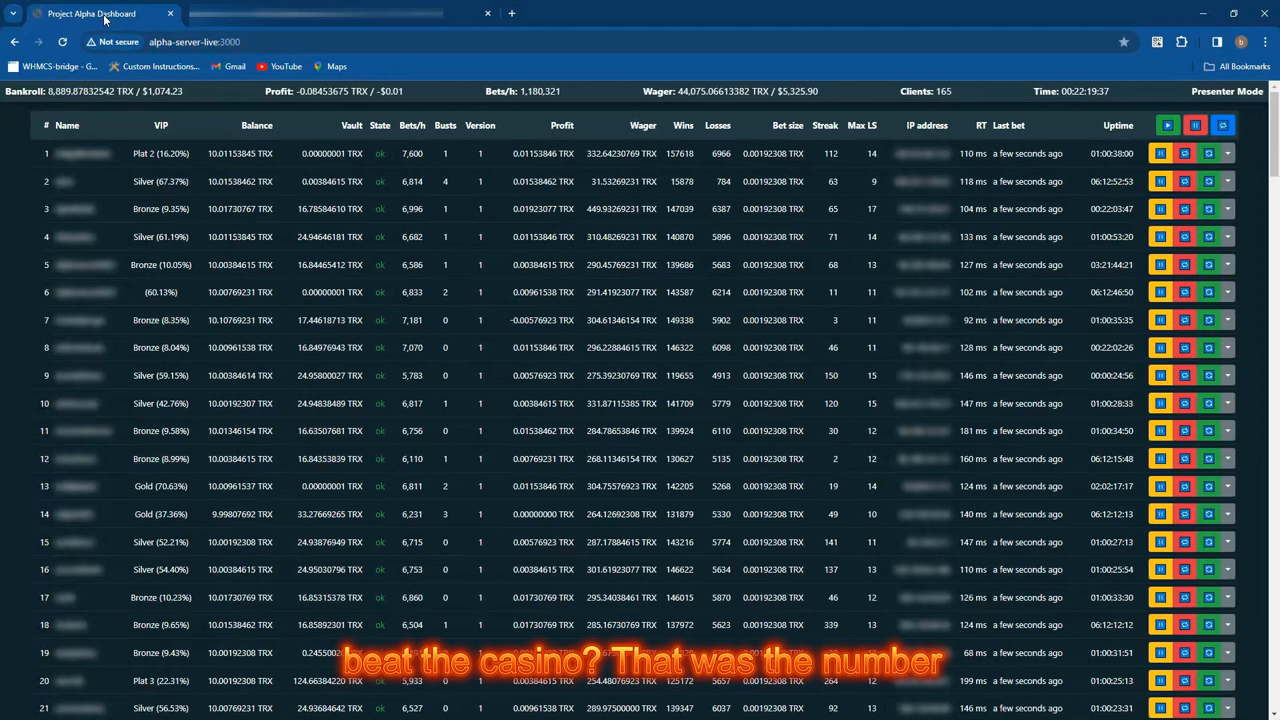 Project Alpha Dashboard
Not secure alpha-server-live:3000
WHMCS-bridge - G... Custom Instructions... Gmail YouTube Maps All Bookmarks
Bankroll: 8,889.87832542 TRX / $1,074.23 Profit: -0.08453675 TRX / -$0.01 Bets/h: 1,180,321 Wager: 44,075.06613382 TRX / $5,325.90 Clients: 165 Time: 00:22:19:37 Presenter Mode
# Name VIP Balance Vault State Bets/h Busts Version Profit Wager Wins Losses Bet size Streak Max LS IP address RT Last bet Uptime
1 Plat 2 (16.20%) 10.01153845 TRX 0.00000001 TRX ok 7,600 1 0.01153846 TRX 332.64230769 TRX 157618 6966 0.00192308 TRX 112 14 110 ms a few seconds ago 01:00:38:00
2 Silver (67.37%) 10.01538462 TRX 0.00384615 TRX ok 6,814 4 0.01538462 TRX 31.53269231 TRX 15878 784 0.00192308 TRX 63 9 118 ms a few seconds ago 06:12:52:53
3 Bronze (9.35%) 10.01730767 TRX 16.78584610 TRX ok 6,996 1 0.01923077 TRX 449.93269231 TRX 147039 6387 0.00192308 TRX 65 17 104 ms a few seconds ago 00:22:03:47
4 Silver (61.19%) 10.01153845 TRX 24.94646181 TRX ok 6,682 1 0.01153846 TRX 310.48269231 TRX 140870 5896 0.00192308 TRX 71 14 133 ms a few seconds ago 01:00:53:20
5 Bronze (10.05%) 10.00384615 TRX 16.84465412 TRX ok 6,586 1 0.00384615 TRX 290.45769231 TRX 139686 5683 0.00192308 TRX 68 13 127 ms a few seconds ago 03:21:44:21
6 (60.13%) 10.00769231 TRX 0.00000001 TRX ok 6,833 2 0.00961538 TRX 291.41923077 TRX 143587 6214 0.00192308 TRX 11 11 102 ms a few seconds ago 06:12:46:50
7 Bronze (8.35%) 10.10769231 TRX 17.44618713 TRX ok 7,181 0 -0.00576923 TRX 304.61346154 TRX 149338 5902 0.00192308 TRX 3 11 92 ms a few seconds ago 01:00:35:35
8 Bronze (8.04%) 10.00961538 TRX 16.84976943 TRX ok 7,070 1 0.01153846 TRX 296.22884615 TRX 146322 6098 0.00192308 TRX 46 11 128 ms a few seconds ago 00:22:02:26
9 Silver (59.15%) 10.00384614 TRX 24.95800027 TRX ok 5,783 1 0.00576923 TRX 275.39230769 TRX 119655 4913 0.00192308 TRX 150 15 146 ms a few seconds ago 00:00:24:56
10 Silver (42.76%) 10.00192307 TRX 24.94838489 TRX ok 6,817 1 0.00576923 TRX 331.87115385 TRX 141709 5779 0.00192308 TRX 120 15 147 ms a few seconds ago 01:00:28:33
11 Bronze (9.58%) 10.01346154 TRX 16.63507681 TRX ok 6,756 0 0.01538462 TRX 284.78663846 TRX 139924 6110 0.00192308 TRX 30 12 181 ms a few seconds ago 01:00:34:50
12 Bronze (8.99%) 10.00384615 TRX 16.84353839 TRX ok 6,110 1 0.00769231 TRX 268.11346154 TRX 130627 5135 0.00192308 TRX 2 12 147 ms a few seconds ago 06:12:15:48
13 Gold (70.63%) 10.00961537 TRX 0.00000000 TRX ok 6,811 2 0.01153846 TRX 304.75576923 TRX 142205 5268 0.00192308 TRX 19 14 124 ms a few seconds ago 02:02:17:17
14 Gold (37.36%) 9.99807692 TRX 33.27669265 TRX ok 6,231 1 0.00000000 TRX 264.12692308 TRX 131879 5330 0.00192308 TRX 49 10 140 ms a few seconds ago 06:12:12:13
15 Silver (52.21%) 10.00384615 TRX 24.93876949 TRX ok 6,715 1 0.00576923 TRX 287.17884615 TRX 143216 5774 0.00192308 TRX 141 11 147 ms a few seconds ago 01:00:27:13
16 Silver (54.40%) 10.00384615 TRX 24.95030796 TRX ok 6,753 0 0.00384615 TRX 301.61923077 TRX 146622 5634 0.00192308 TRX 137 11 110 ms a few seconds ago 01:00:25:54
17 Bronze (10.23%) 10.01730769 TRX 16.85315378 TRX ok 6,860 0 0.01730769 TRX 295.34038461 TRX 146015 5870 0.00192308 TRX 46 12 126 ms a few seconds ago 01:00:33:30
18 Bronze (9.65%) 10.01538462 TRX 16.85892301 TRX ok 6,504 1 0.01730769 TRX 285.16730769 TRX 137907 5623 0.00192308 TRX 339 13 124 ms a few seconds ago 01:00:32:10
19 Bronze (9.43%) 0.2455 ok 0.00192308 TRX 13 68 ms a few seconds ago 01:00:31:51
20 Plat 3 (22.31%) 124.66384220 TRX ok 5,933 0 0.00384615 TRX 254.48076923 TRX 125172 5657 0.00192308 TRX 264 12 199 ms a few seconds ago 01:00:25:13
21 Silver (56.53%) 10.00769231 TRX ok 6,527 0 0.00961538 TRX 289.97500000 TRX 6037 0.00192308 TRX 92 13 124 ms a few seconds ago 01:00:25:13
beat the casino? That was the number